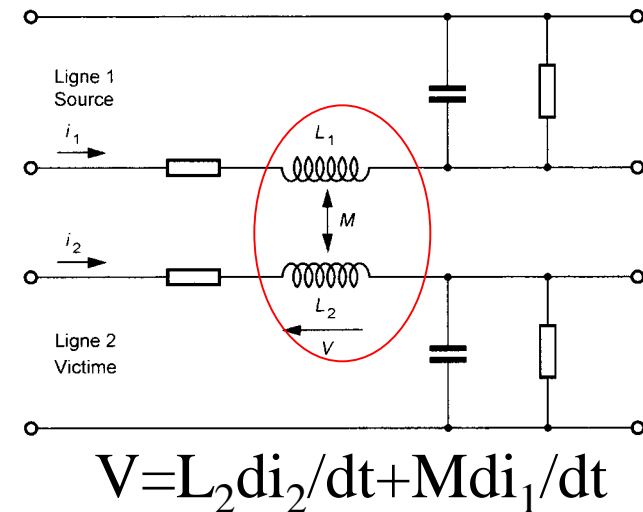 Ligne 1
Source
i₁
L₁
M
i₂
L₂
V
Ligne 2
Victime
V=L₂di₂/dt+Mdi₁/dt